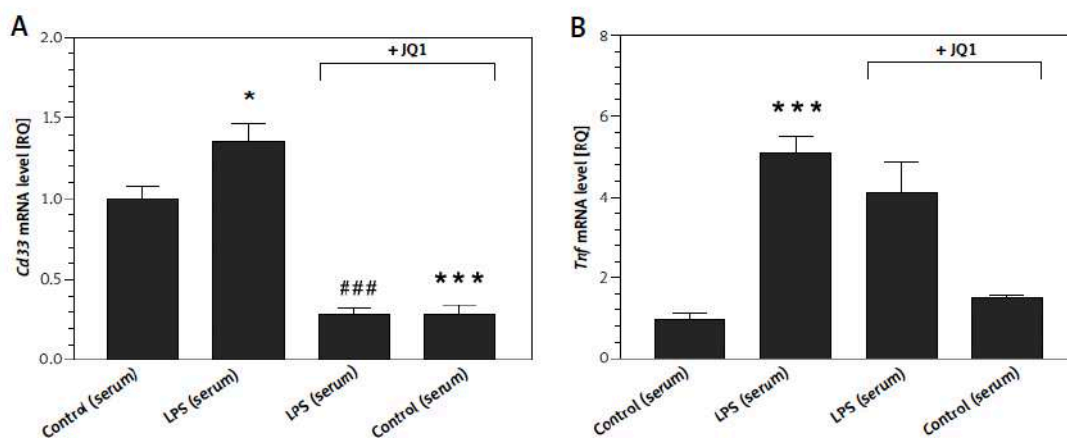 A
Cd33 mRNA level [RQ]
2.0
1.5
1.0
0.5
0.0
+ JQ1
*
###
***
Control (serum)
LPS (serum)
LPS (serum)
Control (serum)
B
Tnf mRNA level [RQ]
8
6
4
2
0
+ JQ1
***
Control (serum)
LPS (serum)
LPS (serum)
Control (serum)